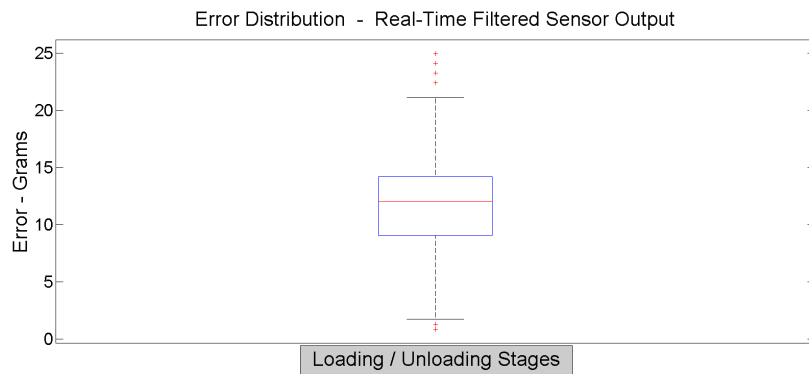 Error Distribution  -  Real-Time Filtered Sensor Output
25
20
15
10
5
0
Error - Grams
Loading / Unloading Stages